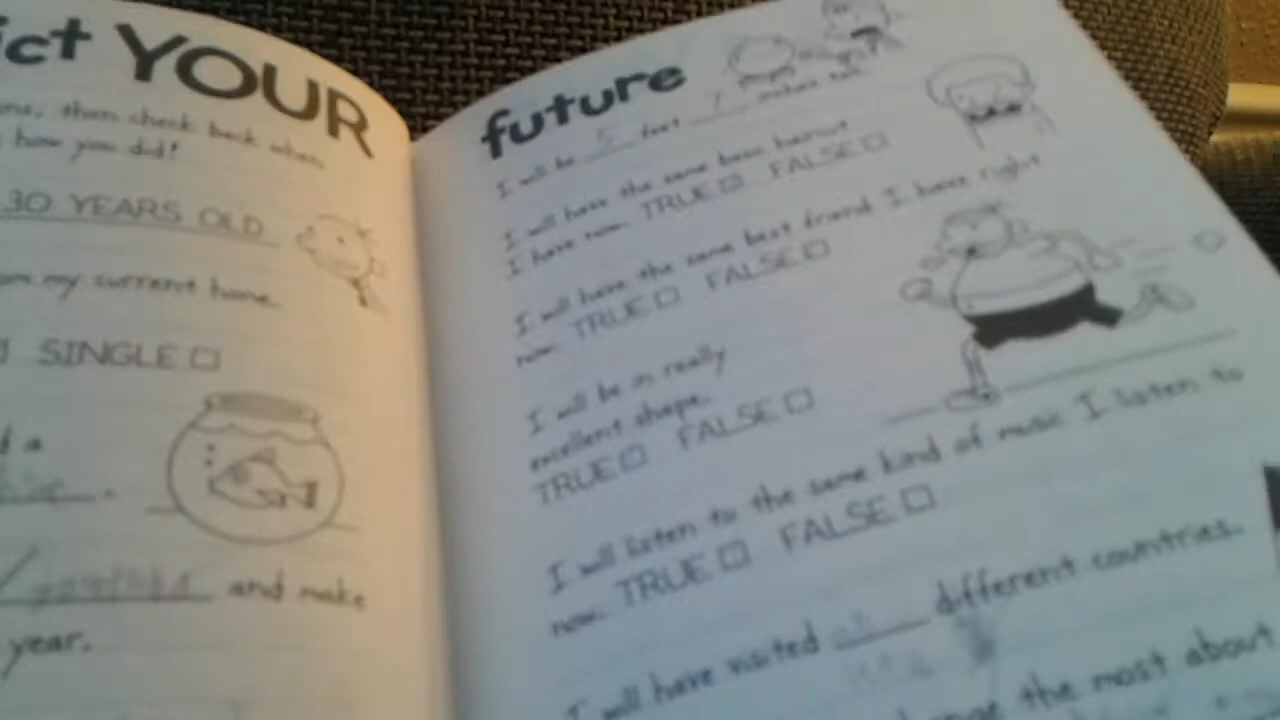 ict YOUR
then check back when
how you did!
30 YEARS OLD
my current home.
SINGLE
a
and make
year.
future
I will be 5 feet 7 inches tall.
I will have the same haircut
I have now. TRUE FALSE
I will have the same best friend I have right
now. TRUE FALSE
I will be in really
excellent shape.
TRUE FALSE
I will listen to the same kind of music I listen to
now. TRUE FALSE
I will have visited different countries.
the most about